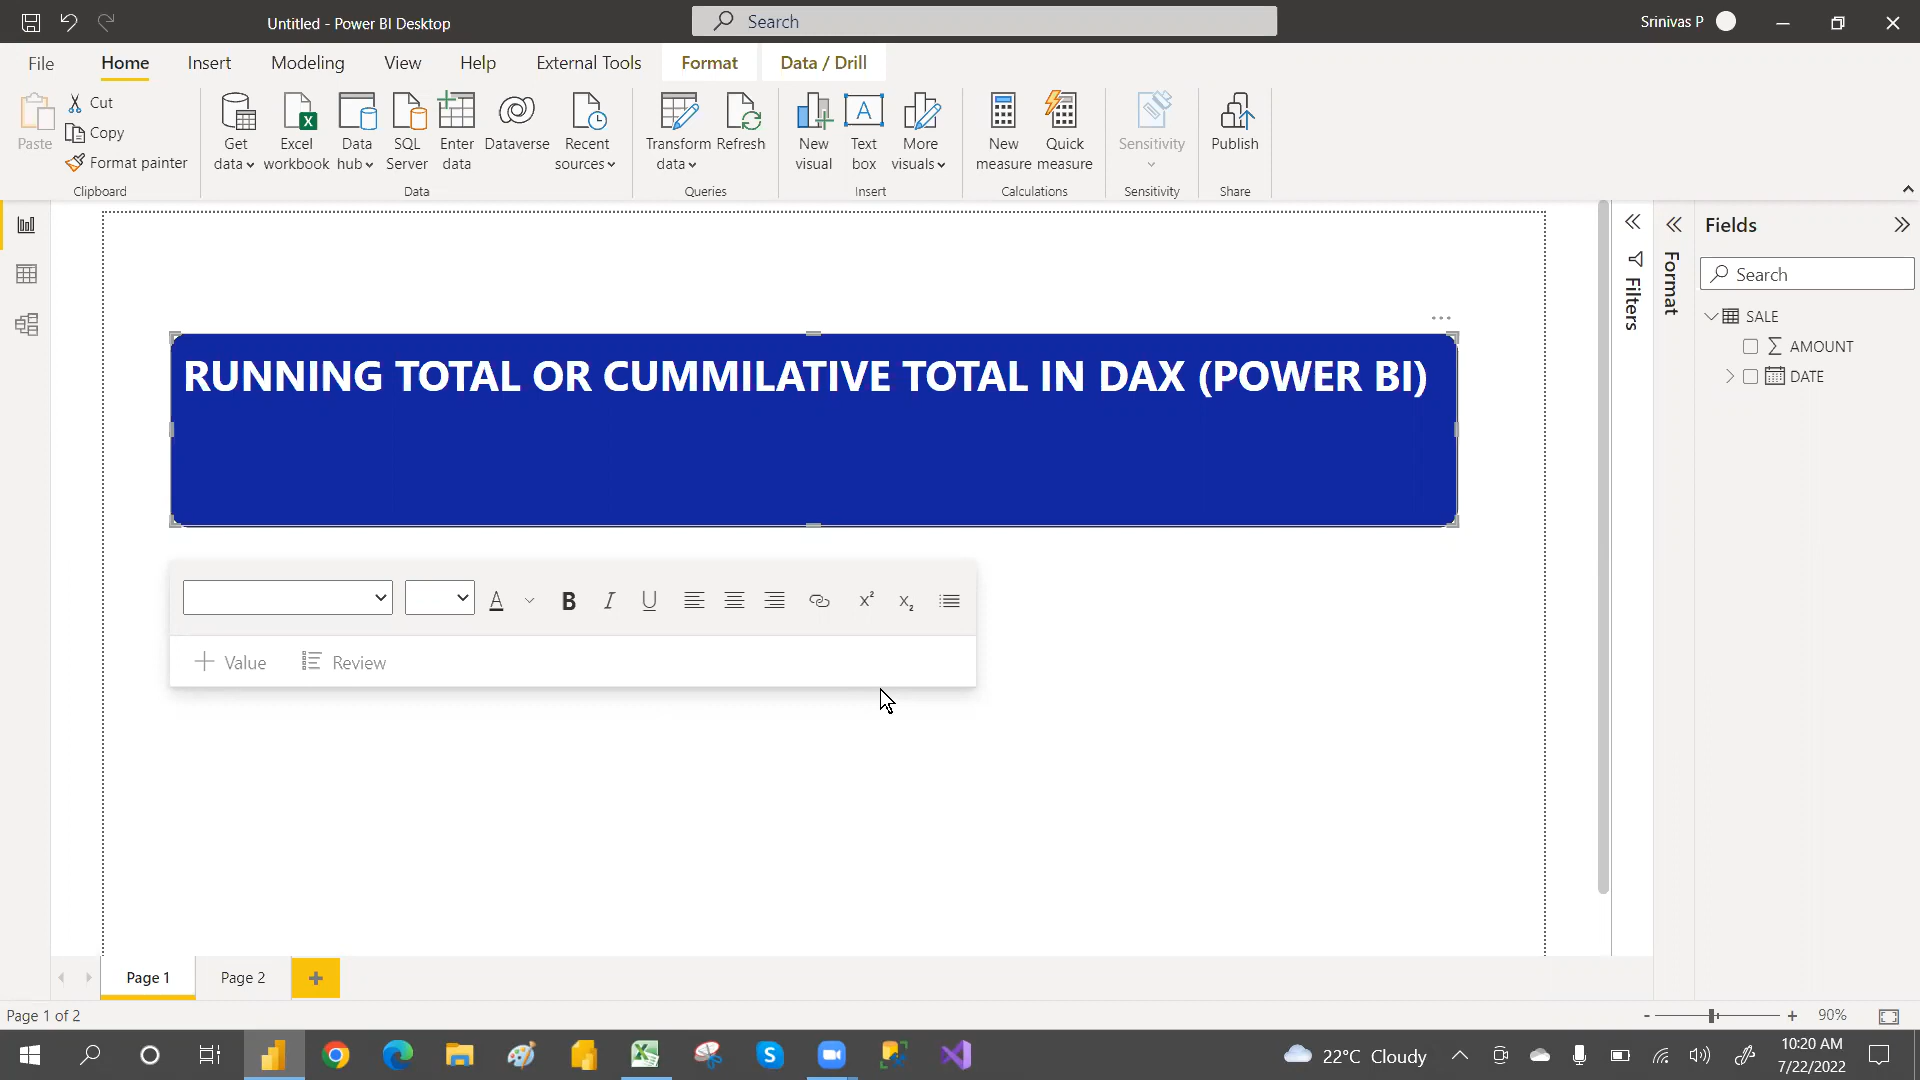 Untitled - Power BI Desktop
Search
Srinivas P
File
Home
Insert
Modeling
View
Help
External Tools
Format
Data / Drill
Paste
Cut
Copy
Format painter
Clipboard
Get data
Excel workbook
Data hub
SQL Server
Enter data
Dataverse
Recent sources
Data
Transform data
Refresh
Queries
New visual
Text box
More visuals
Insert
New measure
Quick measure
Calculations
Sensitivity
Sensitivity
Publish
Share
RUNNING TOTAL OR CUMMILATIVE TOTAL IN DAX (POWER BI)
Value
Review
Filters
Format
Fields
Search
SALE
AMOUNT
DATE
Page 1
Page 2
Page 1 of 2
90%
22°C Cloudy
10:20 AM
7/22/2022